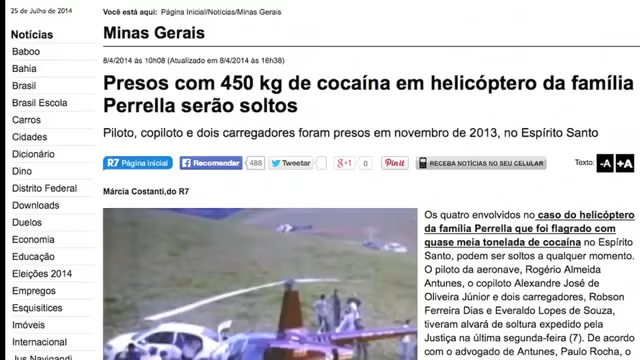 25 de Julho de 2014
Você está aqui: Página Inicial/Notícias/Minas Gerais
Notícias
Baboo
Bahia
Brasil
Brasil Escola
Carros
Cidades
Dicionário
Dino
Distrito Federal
Downloads
Duelos
Economia
Educação
Eleições 2014
Empregos
Esquisitices
Imóveis
Internacional
Jus Navigandi
Minas Gerais
8/4/2014 às 10h08 (Atualizado em 8/4/2014 às 16h38)
Presos com 450 kg de cocaína em helicóptero da família
Perrella serão soltos
Piloto, copiloto e dois carregadores foram presos em novembro de 2013, no Espírito Santo
R7 Página inicial
Recomendar 488
Tweetar
g+1 0
Pin it
RECEBA NOTÍCIAS NO SEU CELULAR
Texto: -A +A
Márcia Costanti,do R7
Os quatro envolvidos no caso do helicóptero
da família Perrella que foi flagrado com
quase meia tonelada de cocaína no Espírito
Santo, podem ser soltos a qualquer momento.
O piloto da aeronave, Rogério Almeida
Antunes, o copiloto Alexandre José de
Oliveira Júnior e dois carregadores, Robson
Ferreira Dias e Everaldo Lopes de Souza,
tiveram alvará de soltura expedido pela
Justiça na última segunda-feira (7). De acordo
com o advogado de Antunes, Paulo Rocha, o